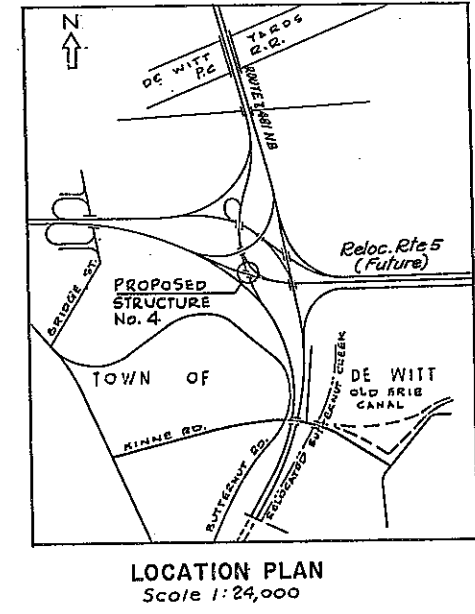 N
DE WITT YARDS
P.C. R.R.
ROUTE I 481 NB
Reloc. Rte 5
(Future)
PROPOSED
STRUCTURE
No. 4
BRIDGE ST.
TOWN OF DE WITT
OLD ERIE
CANAL
KINNE RD.
BUTTERNUT RD.
RELOCATED BUTTERNUT CREEK
LOCATION PLAN
Scale 1:24,000